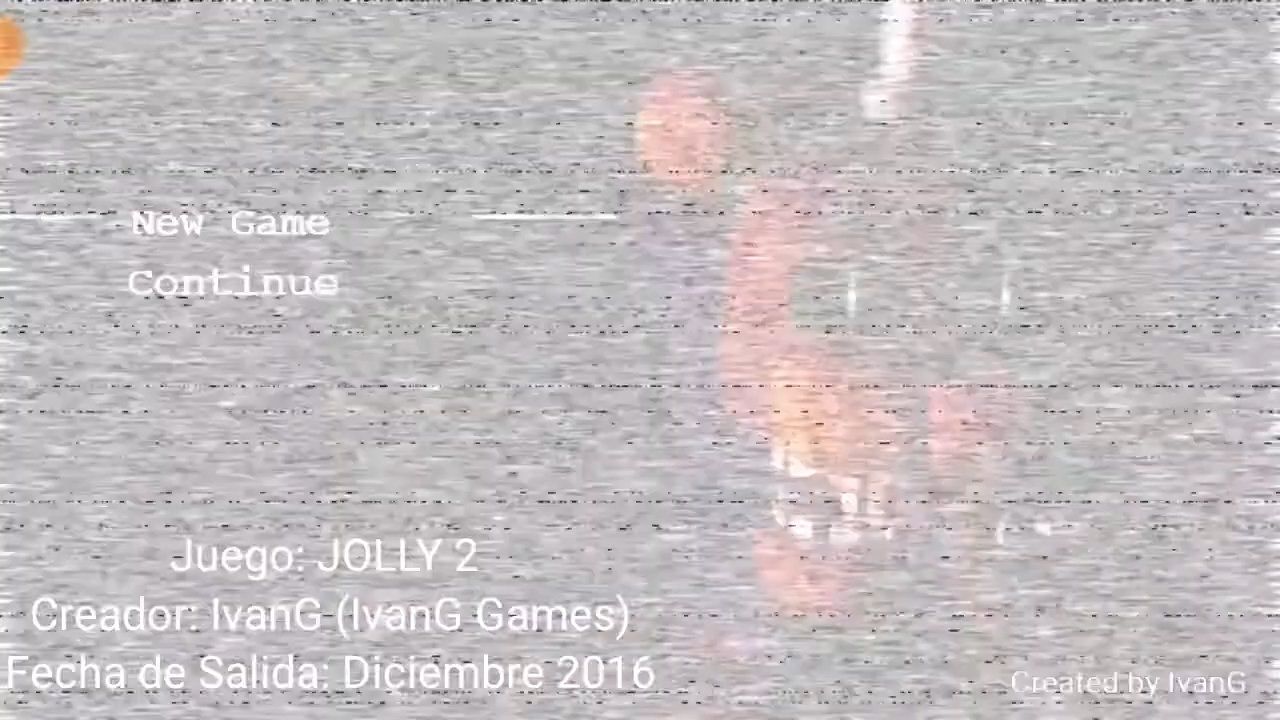 New Game
Continue
Juego: JOLLY 2
Creador: IvanG (IvanG Games)
Fecha de Salida: Diciembre 2016
Created by IvanG